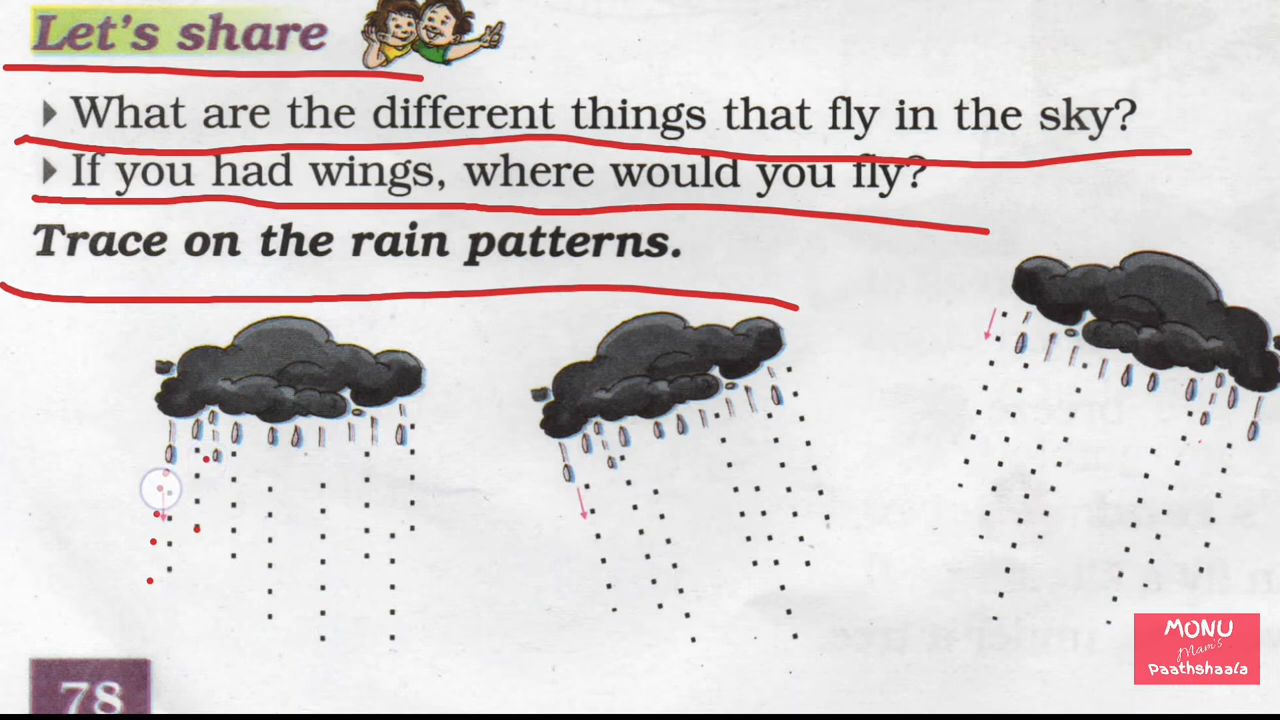 Let's share
What are the different things that fly in the sky?
If you had wings, where would you fly?
Trace on the rain patterns.
MONU
Mam's
Paathshaala
78